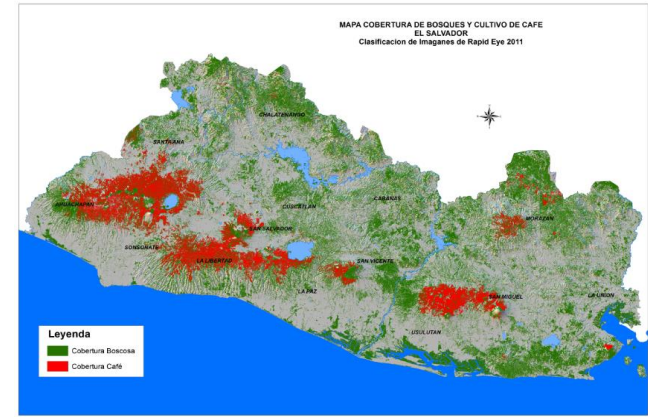 MAPA COBERTURA DE BOSQUES Y CULTIVO DE CAFE
EL SALVADOR
Clasificacion de Imaganes de Rapid Eye 2011
CHALATENANGO
SANTA ANA
CABAÑAS
AHUACHAPAN
CUSCATLAN
MORAZAN
SAN SALVADOR
SONSONATE
LA LIBERTAD
SAN VICENTE
LA PAZ
SAN MIGUEL
LA UNION
USULUTAN
Leyenda
Cobertura Boscosa
Cobertura Café